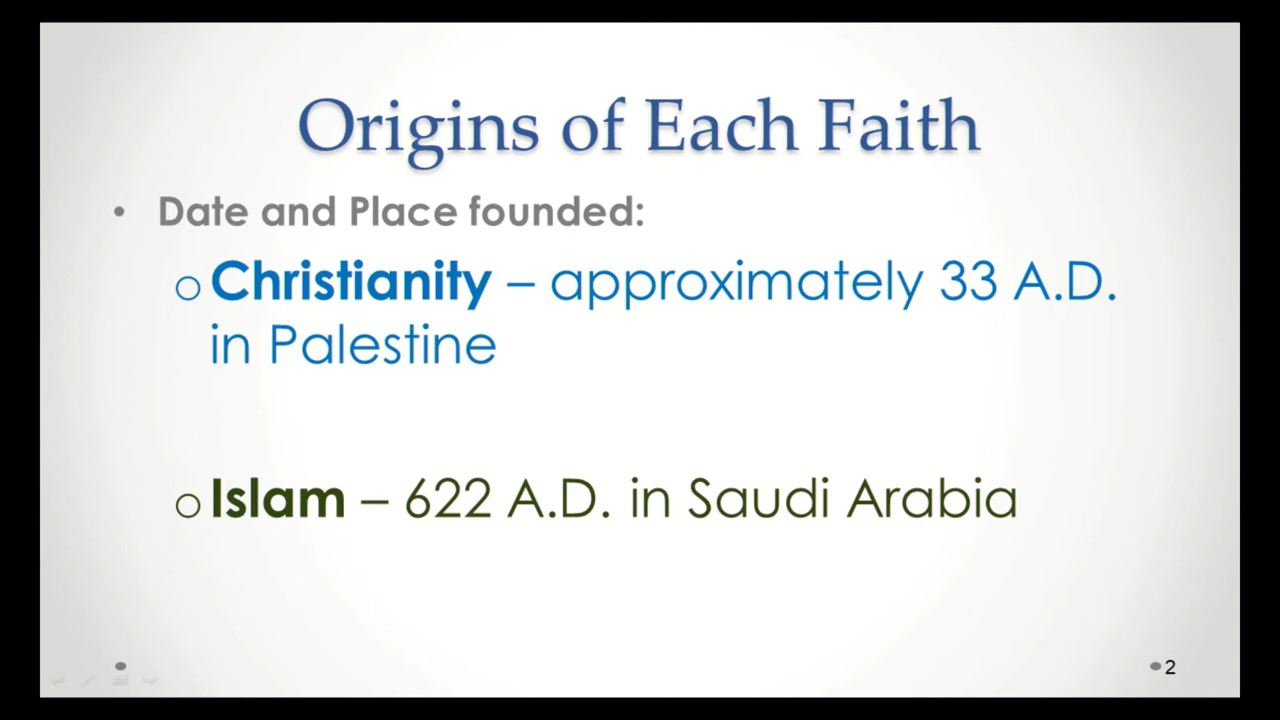 Origins of Each Faith
• Date and Place founded:
o Christianity – approximately 33 A.D.
in Palestine
o Islam – 622 A.D. in Saudi Arabia
2